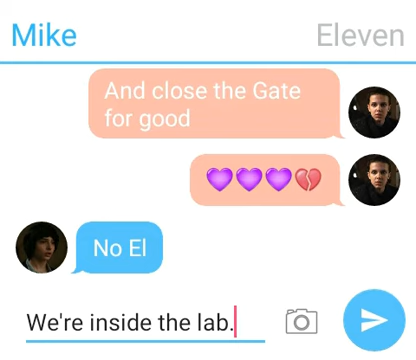 Mike Eleven
And close the Gate
for good
💜💜💜💔
No El
We're inside the lab.